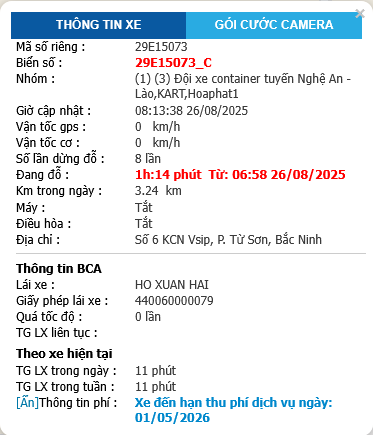 THÔNG TIN XE GÓI CƯỚC CAMERA
Mã số riêng : 29E15073
Biển số : 29E15073_C
Nhóm : (1) (3) Đội xe container tuyến Nghệ An -
Lào,KART,Hoaphat1
Giờ cập nhật : 08:13:38 26/08/2025
Vận tốc gps : 0 km/h
Vận tốc cơ : 0 km/h
Số lần dừng đỗ : 8 lần
Đang đỗ : 1h:14 phút Từ: 06:58 26/08/2025
Km trong ngày : 3.24 km
Máy : Tắt
Điều hòa : Tắt
Địa chỉ : Số 6 KCN Vsip, P. Từ Sơn, Bắc Ninh
Thông tin BCA
Lái xe : HO XUAN HAI
Giấy phép lái xe : 440060000079
Quá tốc độ : 0 lần
TG LX liên tục :
Theo xe hiện tại
TG LX trong ngày : 11 phút
TG LX trong tuần : 11 phút
[Ẩn]Thông tin phí : Xe đến hạn thu phí dịch vụ ngày:
01/05/2026